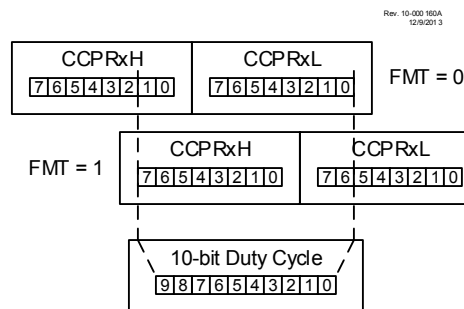 Rev. 10-000 160A
12/9/201 3
CCPRxH CCPRxL
7 6 5 4 3 2 1 0 7 6 5 4 3 2 1 0
FMT = 0
CCPRxH CCPRxL
FMT = 1
7 6 5 4 3 2 1 0 7 6 5 4 3 2 1 0
10-bit Duty Cycle
9 8 7 6 5 4 3 2 1 0